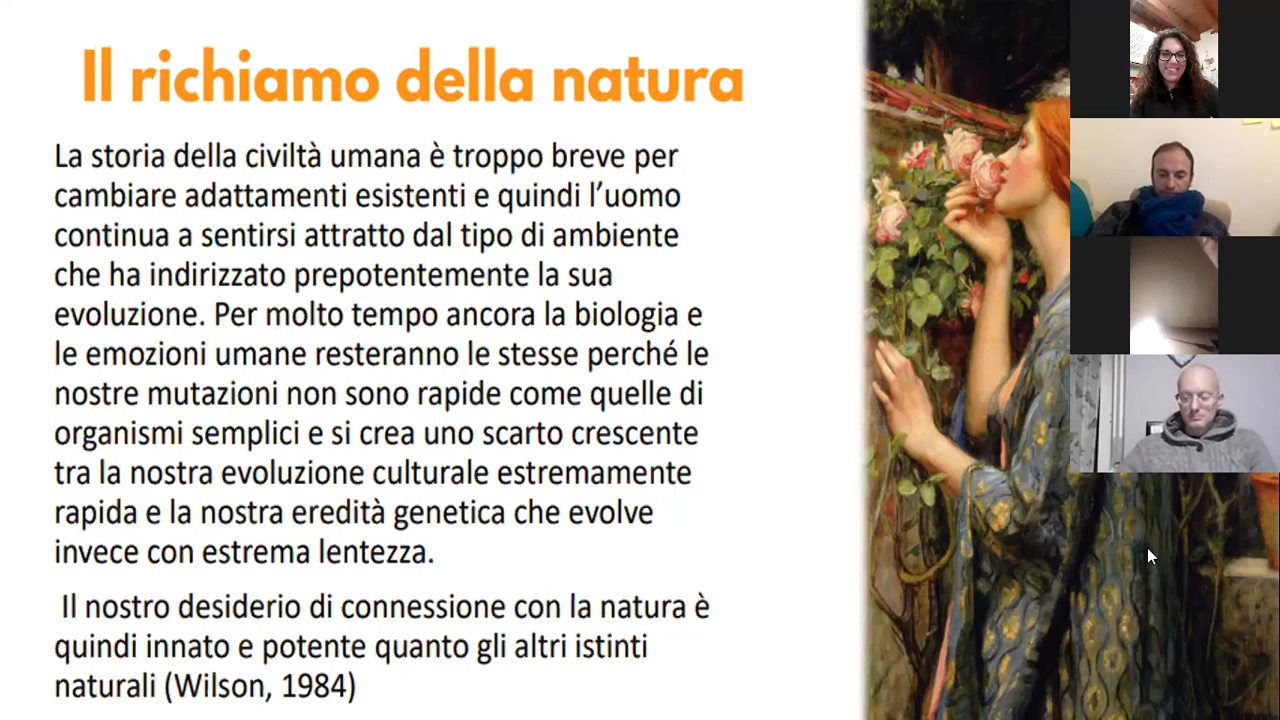 Il richiamo della natura
La storia della civiltà umana è troppo breve per
cambiare adattamenti esistenti e quindi l’uomo
continua a sentirsi attratto dal tipo di ambiente
che ha indirizzato prepotentemente la sua
evoluzione. Per molto tempo ancora la biologia e
le emozioni umane resteranno le stesse perché le
nostre mutazioni non sono rapide come quelle di
organismi semplici e si crea uno scarto crescente
tra la nostra evoluzione culturale estremamente
rapida e la nostra eredità genetica che evolve
invece con estrema lentezza.
Il nostro desiderio di connessione con la natura è
quindi innato e potente quanto gli altri istinti
naturali (Wilson, 1984)